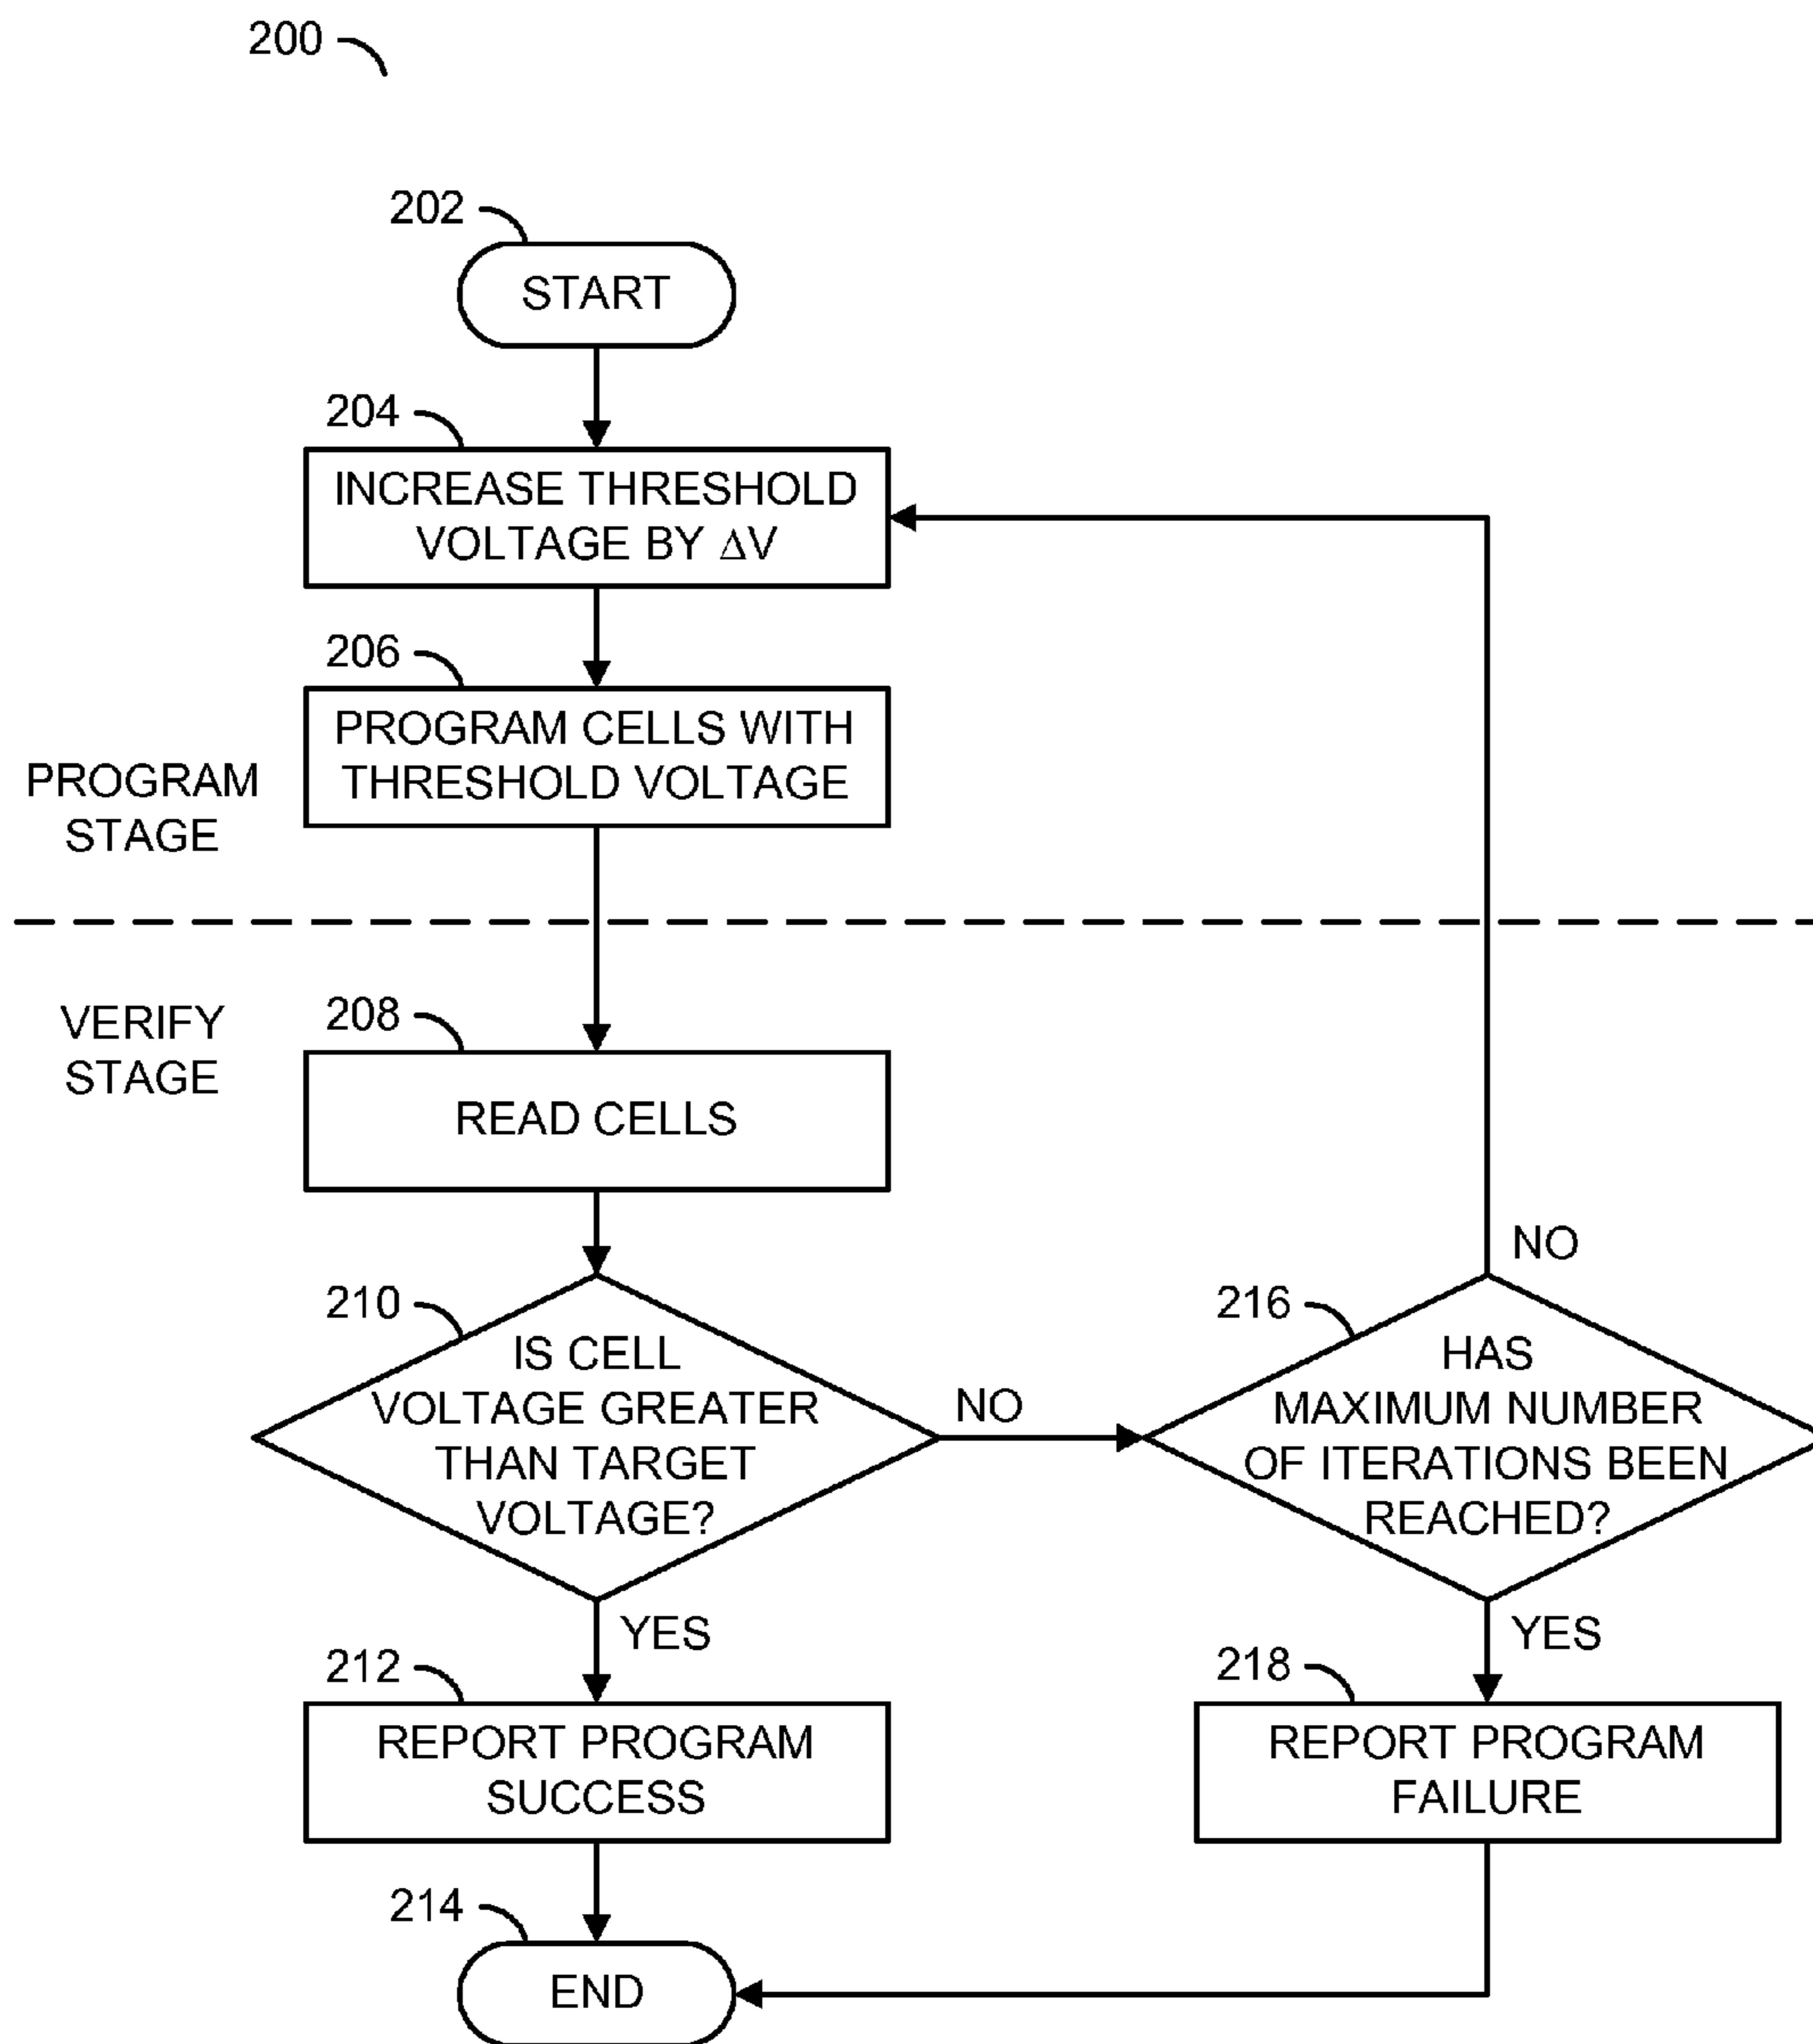 200
202
START
204
INCREASE THRESHOLD
VOLTAGE BY ΔV
206
PROGRAM CELLS WITH
THRESHOLD VOLTAGE
PROGRAM
STAGE
VERIFY
STAGE
208
READ CELLS
210
IS CELL
VOLTAGE GREATER
THAN TARGET
VOLTAGE?
NO
YES
216
HAS
MAXIMUM NUMBER
OF ITERATIONS BEEN
REACHED?
NO
YES
212
REPORT PROGRAM
SUCCESS
218
REPORT PROGRAM
FAILURE
214
END